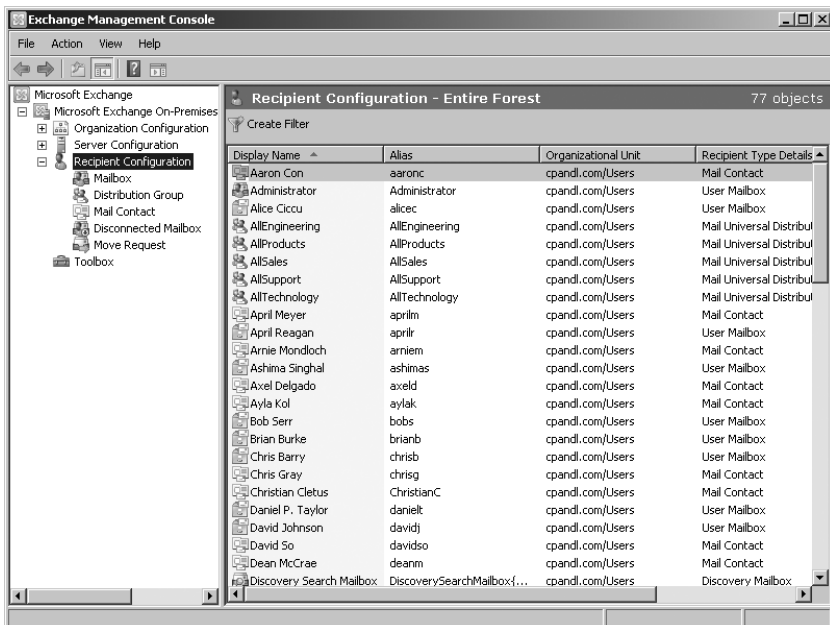 Exchange Management Console
File Action View Help
Microsoft Exchange
Microsoft Exchange On-Premises
Organization Configuration
Server Configuration
Recipient Configuration
Mailbox
Distribution Group
Mail Contact
Disconnected Mailbox
Move Request
Toolbox
Recipient Configuration - Entire Forest 77 objects
Create Filter
Display Name Alias Organizational Unit Recipient Type Details
Aaron Con aaronc cpandl.com/Users Mail Contact
Administrator Administrator cpandl.com/Users User Mailbox
Alice Ciccu alicec cpandl.com/Users User Mailbox
AllEngineering AllEngineering cpandl.com/Users Mail Universal Distribut
AllProducts AllProducts cpandl.com/Users Mail Universal Distribut
AllSales AllSales cpandl.com/Users Mail Universal Distribut
AllSupport AllSupport cpandl.com/Users Mail Universal Distribut
AllTechnology AllTechnology cpandl.com/Users Mail Universal Distribut
April Meyer aprilm cpandl.com/Users Mail Contact
April Reagan aprilr cpandl.com/Users User Mailbox
Arnie Mondloch arniem cpandl.com/Users Mail Contact
Ashima Singhal ashimas cpandl.com/Users User Mailbox
Axel Delgado axeld cpandl.com/Users Mail Contact
Ayla Kol aylak cpandl.com/Users Mail Contact
Bob Serr bobs cpandl.com/Users User Mailbox
Brian Burke brianb cpandl.com/Users User Mailbox
Chris Barry chrisb cpandl.com/Users User Mailbox
Chris Gray chrisg cpandl.com/Users Mail Contact
Christian Cletus ChristianC cpandl.com/Users Mail Contact
Daniel P. Taylor danielt cpandl.com/Users User Mailbox
David Johnson davidj cpandl.com/Users User Mailbox
David So davidso cpandl.com/Users Mail Contact
Dean McCrae deanm cpandl.com/Users Mail Contact
Discovery Search Mailbox DiscoverySearchMailbox{... cpandl.com/Users Discovery Mailbox